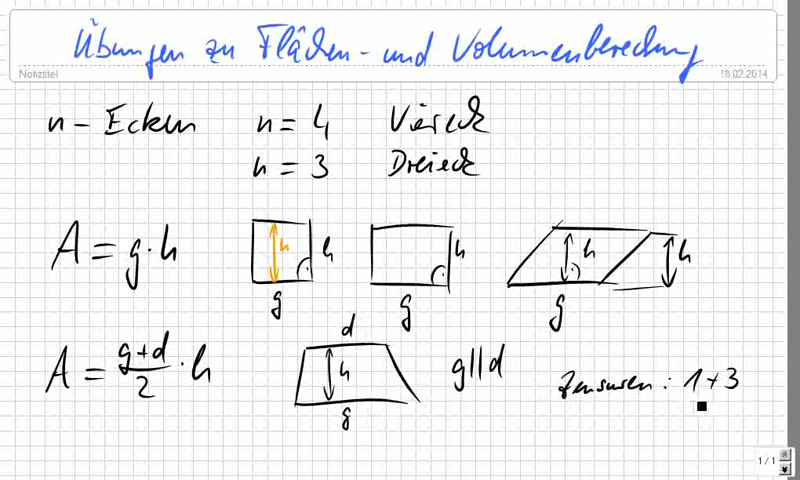 Übungen zu Flächen- und Volumenberechung
Notiztitel
18.02.2014
n - Ecken n = 4 Viereck
n = 3 Dreieck
A = g · h
h h
g
h
g
h h
g
A = (g+d)/2 · h
d
h
g
g || d
Zensuren: 1 + 3
1 / 1